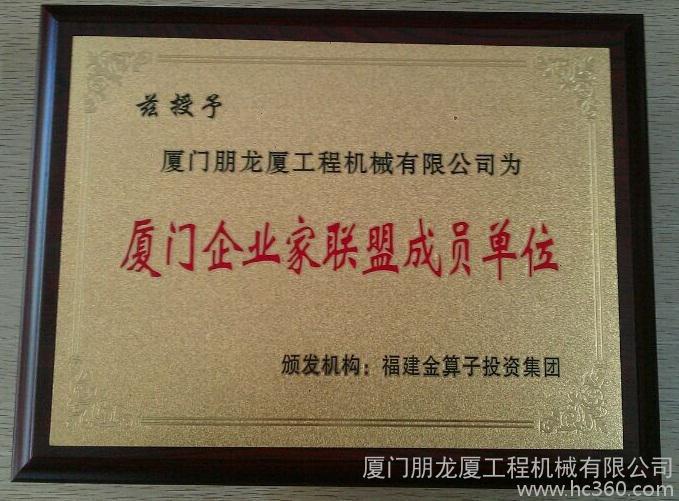 兹授予
厦门朋龙厦工程机械有限公司为
厦门企业家联盟成员单位
颁发机构：福建金算子投资集团
厦门朋龙厦工程机械有限公司
www.hc360.com